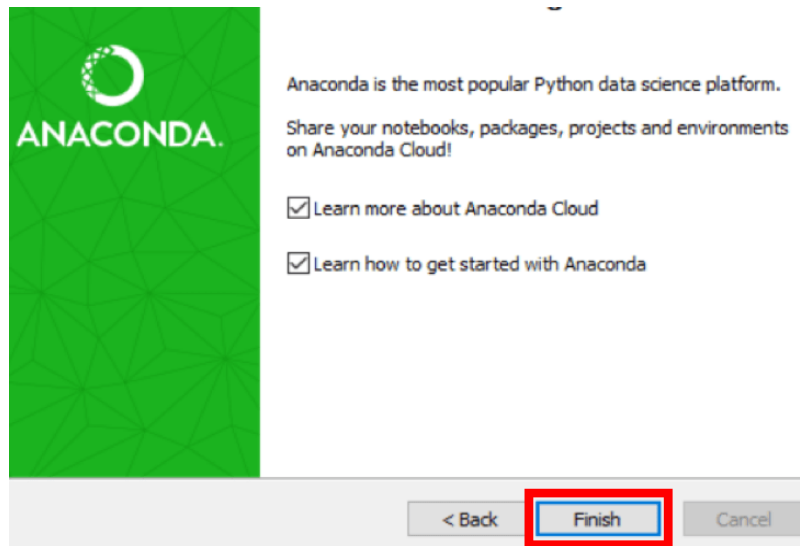 ANACONDA.
Anaconda is the most popular Python data science platform.
Share your notebooks, packages, projects and environments
on Anaconda Cloud!
Learn more about Anaconda Cloud
Learn how to get started with Anaconda
< Back
Finish
Cancel